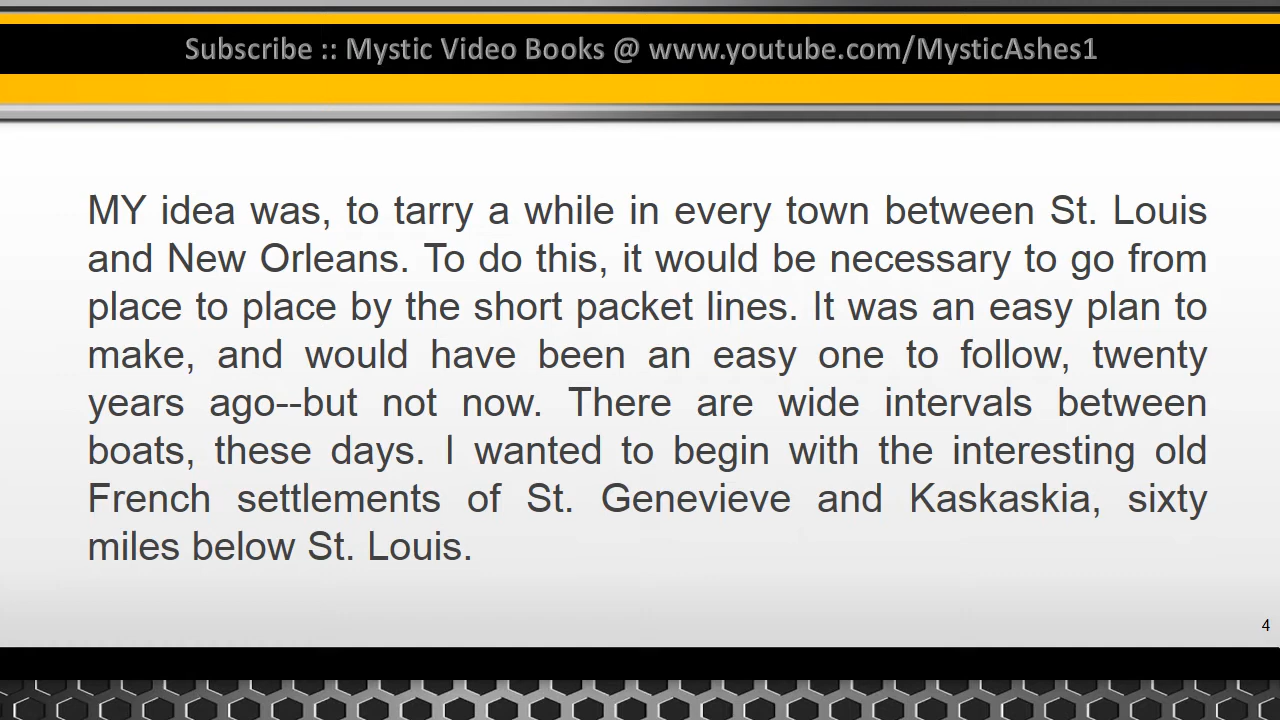 Subscribe :: Mystic Video Books @ www.youtube.com/MysticAshes1
MY idea was, to tarry a while in every town between St. Louis
and New Orleans. To do this, it would be necessary to go from
place to place by the short packet lines. It was an easy plan to
make, and would have been an easy one to follow, twenty
years ago--but not now. There are wide intervals between
boats, these days. I wanted to begin with the interesting old
French settlements of St. Genevieve and Kaskaskia, sixty
miles below St. Louis.
4